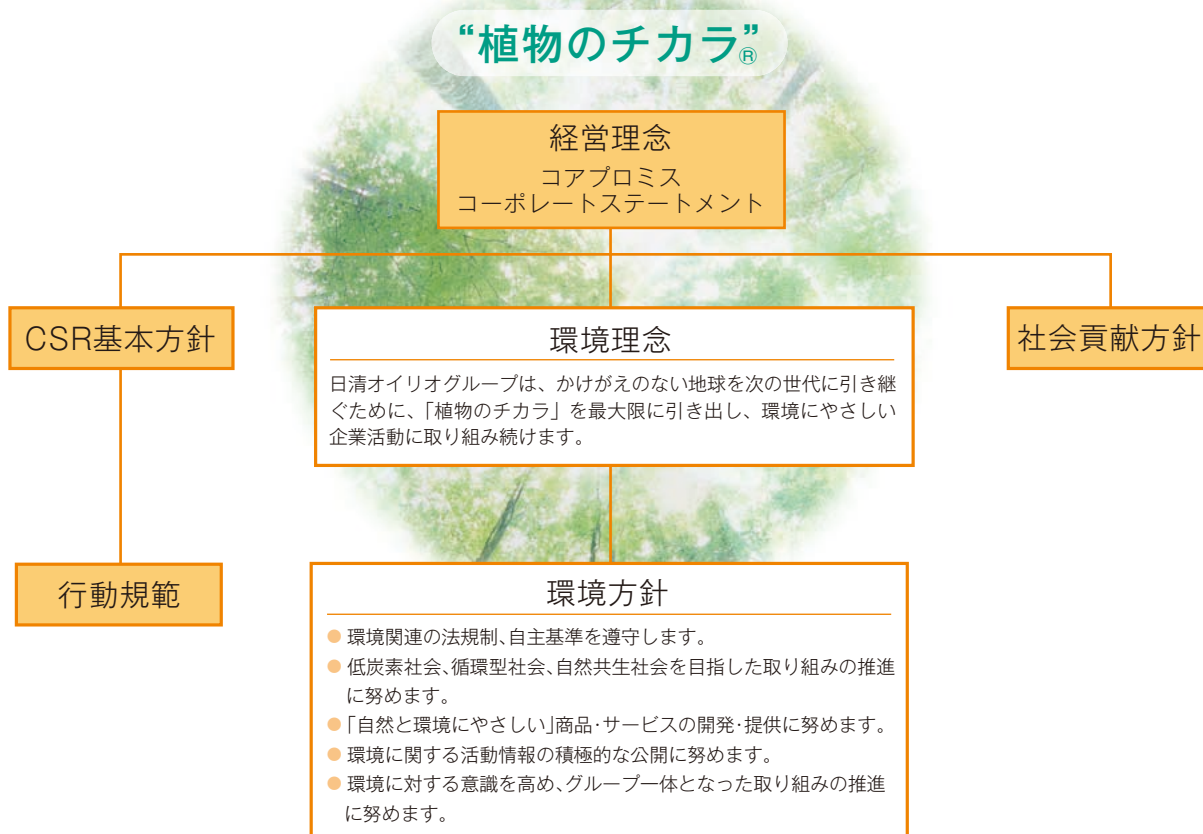 “植物のチカラ”®
経営理念
コアプロミス
コーポレートステートメント
CSR基本方針
環境理念
社会貢献方針
日清オイリオグループは、かけがえのない地球を次の世代に引き継
ぐために、「植物のチカラ」を最大限に引き出し、環境にやさしい
企業活動に取り組み続けます。
行動規範
環境方針
● 環境関連の法規制、自主基準を遵守します。
● 低炭素社会、循環型社会、自然共生社会を目指した取り組みの推進
に努めます。
● 「自然と環境にやさしい」商品・サービスの開発・提供に努めます。
● 環境に関する活動情報の積極的な公開に努めます。
● 環境に対する意識を高め、グループ一体となった取り組みの推進
に努めます。